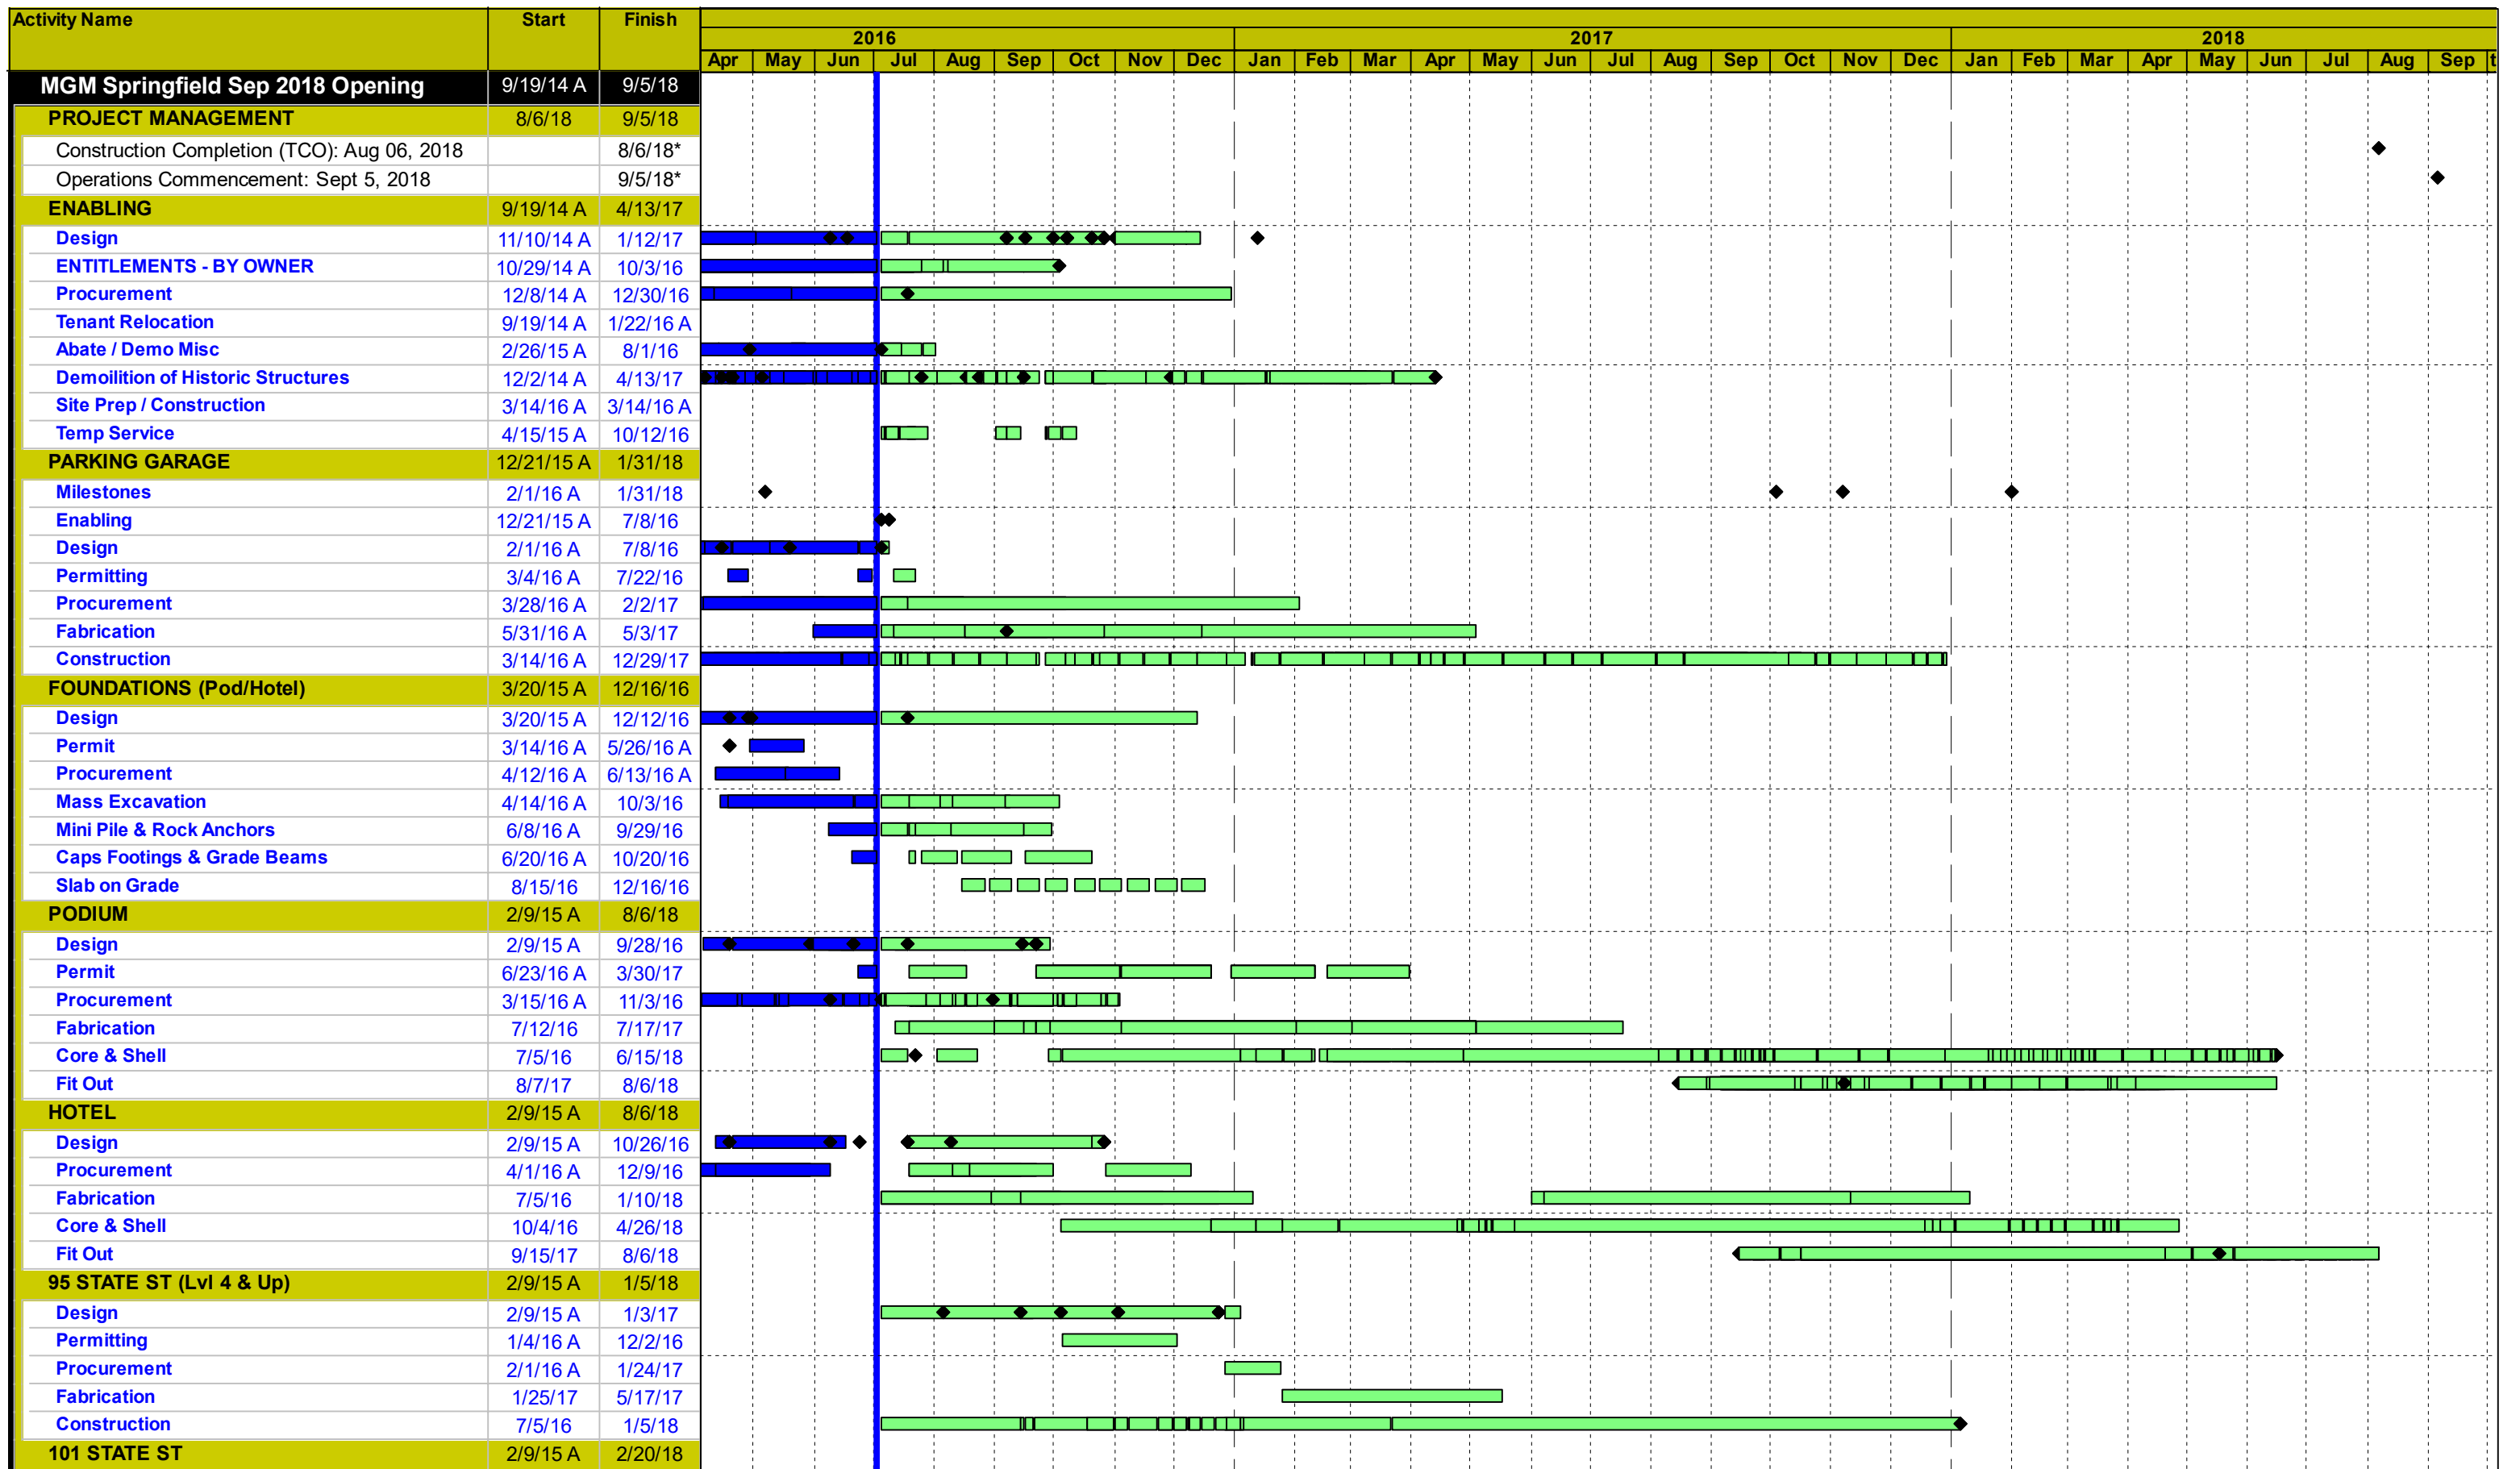 Activity Name Start Finish
2016 2017 2018
Apr May Jun Jul Aug Sep Oct Nov Dec Jan Feb Mar Apr May Jun Jul Aug Sep Oct Nov Dec Jan Feb Mar Apr May Jun Jul Aug Sep t
MGM Springfield Sep 2018 Opening 9/19/14 A 9/5/18
PROJECT MANAGEMENT 8/6/18 9/5/18
Construction Completion (TCO): Aug 06, 2018 8/6/18*
Operations Commencement: Sept 5, 2018 9/5/18*
ENABLING 9/19/14 A 4/13/17
Design 11/10/14 A 1/12/17
ENTITLEMENTS - BY OWNER 10/29/14 A 10/3/16
Procurement 12/8/14 A 12/30/16
Tenant Relocation 9/19/14 A 1/22/16 A
Abate / Demo Misc 2/26/15 A 8/1/16
Demoilition of Historic Structures 12/2/14 A 4/13/17
Site Prep / Construction 3/14/16 A 3/14/16 A
Temp Service 4/15/15 A 10/12/16
PARKING GARAGE 12/21/15 A 1/31/18
Milestones 2/1/16 A 1/31/18
Enabling 12/21/15 A 7/8/16
Design 2/1/16 A 7/8/16
Permitting 3/4/16 A 7/22/16
Procurement 3/28/16 A 2/2/17
Fabrication 5/31/16 A 5/3/17
Construction 3/14/16 A 12/29/17
FOUNDATIONS (Pod/Hotel) 3/20/15 A 12/16/16
Design 3/20/15 A 12/12/16
Permit 3/14/16 A 5/26/16 A
Procurement 4/12/16 A 6/13/16 A
Mass Excavation 4/14/16 A 10/3/16
Mini Pile & Rock Anchors 6/8/16 A 9/29/16
Caps Footings & Grade Beams 6/20/16 A 10/20/16
Slab on Grade 8/15/16 12/16/16
PODIUM 2/9/15 A 8/6/18
Design 2/9/15 A 9/28/16
Permit 6/23/16 A 3/30/17
Procurement 3/15/16 A 11/3/16
Fabrication 7/12/16 7/17/17
Core & Shell 7/5/16 6/15/18
Fit Out 8/7/17 8/6/18
HOTEL 2/9/15 A 8/6/18
Design 2/9/15 A 10/26/16
Procurement 4/1/16 A 12/9/16
Fabrication 7/5/16 1/10/18
Core & Shell 10/4/16 4/26/18
Fit Out 9/15/17 8/6/18
95 STATE ST (Lvl 4 & Up) 2/9/15 A 1/5/18
Design 2/9/15 A 1/3/17
Permitting 1/4/16 A 12/2/16
Procurement 2/1/16 A 1/24/17
Fabrication 1/25/17 5/17/17
Construction 7/5/16 1/5/18
101 STATE ST 2/9/15 A 2/20/18